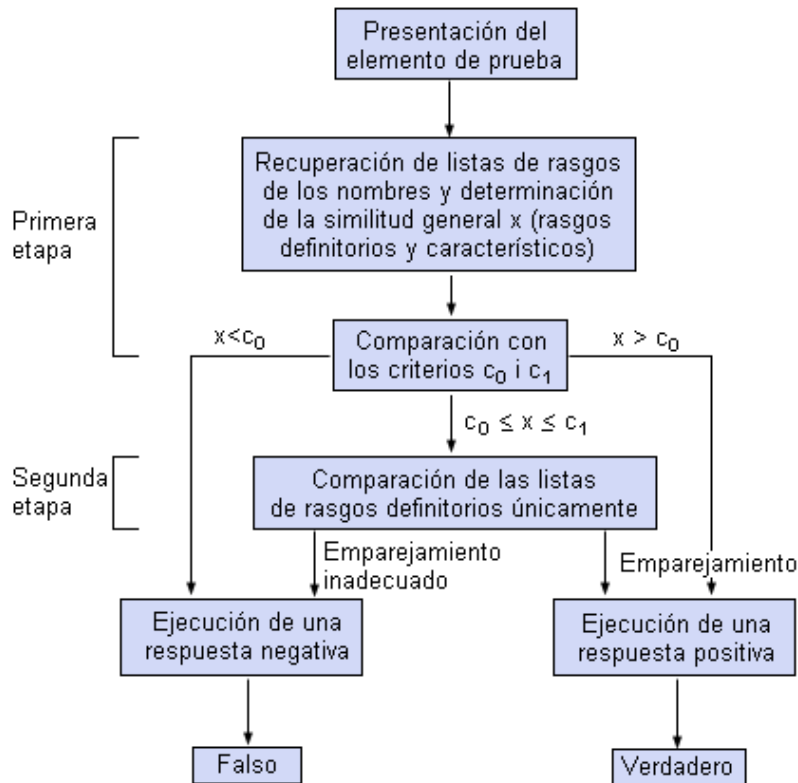 Presentación del
elemento de prueba
Recuperación de listas de rasgos
de los nombres y determinación
de la similitud general x (rasgos
definitorios y característicos)
Primera
etapa
x<c₀
Comparación con
los criterios c₀ i c₁
x > c₀
c₀ ≤ x ≤ c₁
Segunda
etapa
Comparación de las listas
de rasgos definitorios únicamente
Emparejamiento
inadecuado
Emparejamiento
Ejecución de una
respuesta negativa
Ejecución de una
respuesta positiva
Falso
Verdadero